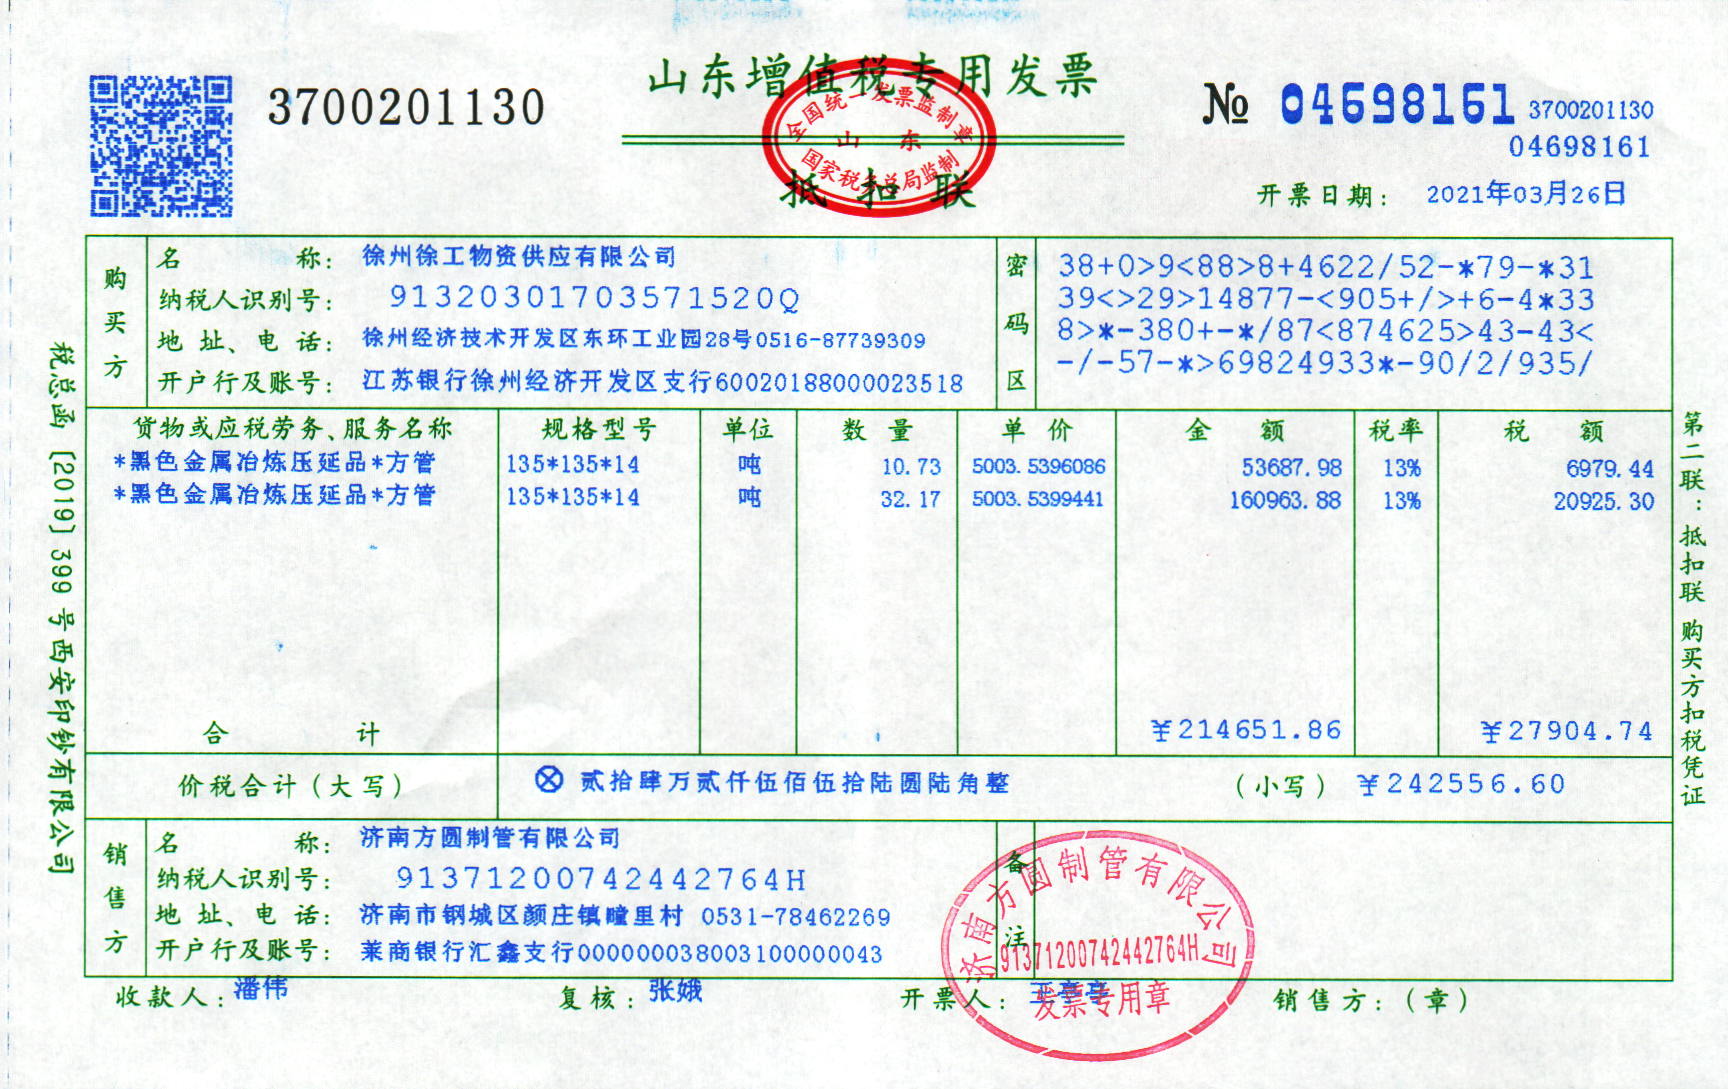 山东增值税专用发票
3700201130
№ 04698161 3700201130
04698161
全国统一发票监制章
山 东
国家税务总局监制
抵扣联
开票日期: 2021年03月26日
税总函〔2019〕399号西安印钞有限公司
购买方
名 称: 徐州徐工物资供应有限公司
纳税人识别号: 91320301703571520Q
地 址、电 话: 徐州经济技术开发区东环工业园28号0516-87739309
开户行及账号: 江苏银行徐州经济开发区支行60020188000023518
密码区
38+0>9<88>8+4622/52-*79-*31
39<>29>14877-<905+/>+6-4*33
8>*-380+-*/87<874625>43-43<
-/-57-*>69824933*-90/2/935/
货物或应税劳务、服务名称 规格型号 单位 数 量 单 价 金 额 税率 税 额
*黑色金属冶炼压延品*方管 135*135*14 吨 10.73 5003.5396086 53687.98 13% 6979.44
*黑色金属冶炼压延品*方管 135*135*14 吨 32.17 5003.5399441 160963.88 13% 20925.30
合 计 ¥214651.86 ¥27904.74
价税合计(大写) ⊗ 贰拾肆万贰仟伍佰伍拾陆圆陆角整 (小写) ¥242556.60
第二联:抵扣联 购买方扣税凭证
销售方
名 称: 济南方圆制管有限公司
纳税人识别号: 91371200742442764H
地 址、电 话: 济南市钢城区颜庄镇疃里村 0531-78462269
开户行及账号: 莱商银行汇鑫支行000000038003100000043
备注
济南方圆制管有限公司
91371200742442764H
发票专用章
收款人: 潘伟 复核: 张娥 开票人: 王亭亭 销售方:(章)